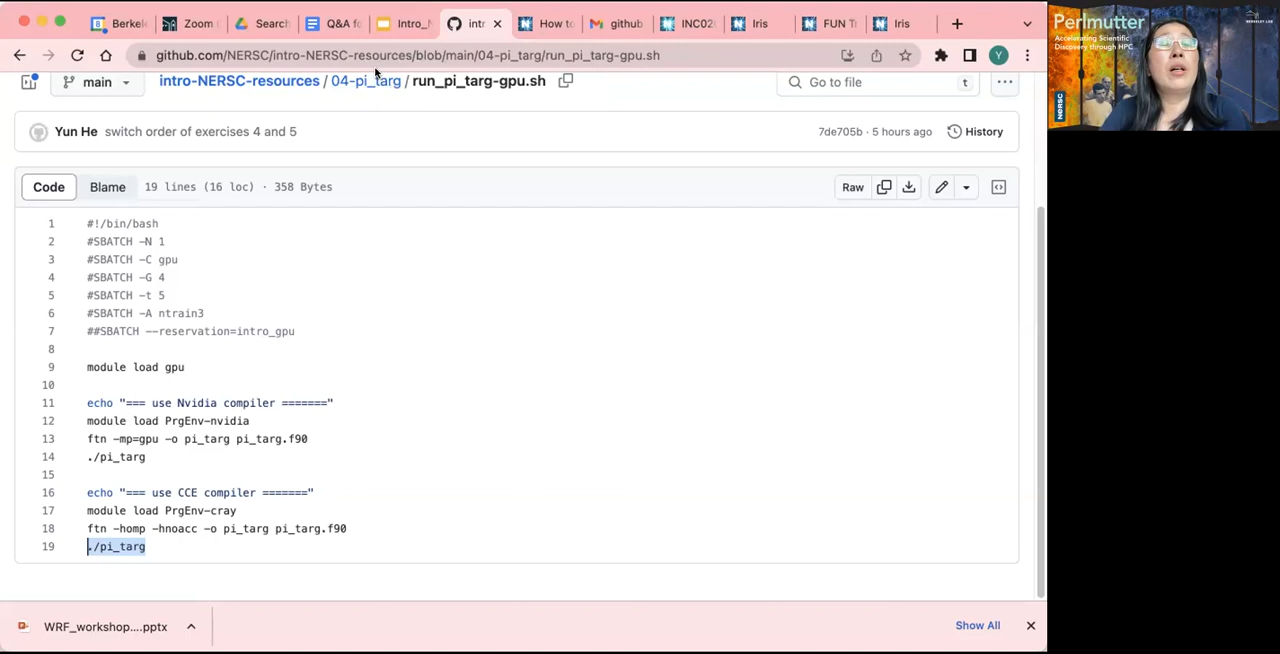 Berkel
Zoom
Search
Q&A fo
Intro_N
intr
How to
github
INC020
Iris
FUN Tr
Iris
github.com/NERSC/intro-NERSC-resources/blob/main/04-pi_targ/run_pi_targ-gpu.sh
Y
main
intro-NERSC-resources / 04-pi_targ / run_pi_targ-gpu.sh
Go to file
t
Yun He switch order of exercises 4 and 5
7de705b · 5 hours ago
History
Code
Blame
19 lines (16 loc) · 358 Bytes
Raw
1 #!/bin/bash
2 #SBATCH -N 1
3 #SBATCH -C gpu
4 #SBATCH -G 4
5 #SBATCH -t 5
6 #SBATCH -A ntrain3
7 ##SBATCH --reservation=intro_gpu
8
9 module load gpu
10
11 echo "=== use Nvidia compiler ======="
12 module load PrgEnv-nvidia
13 ftn -mp=gpu -o pi_targ pi_targ.f90
14 ./pi_targ
15
16 echo "=== use CCE compiler ======="
17 module load PrgEnv-cray
18 ftn -homp -hnoacc -o pi_targ pi_targ.f90
19 ./pi_targ
WRF_workshop....pptx
Show All
Perlmutter
Accelerating Scientific
Discovery through HPC
NERSC